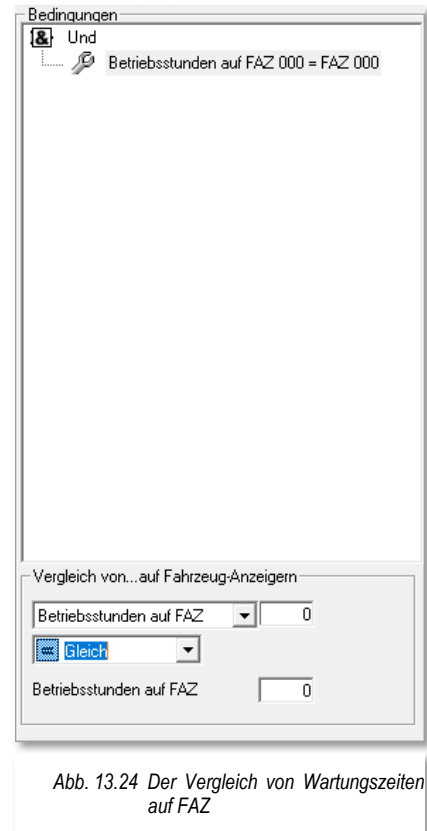 Bedingungen
& Und
Betriebsstunden auf FAZ 000 = FAZ 000
Vergleich von...auf Fahrzeug-Anzeigern
Betriebsstunden auf FAZ 0
= Gleich
Betriebsstunden auf FAZ 0
Abb. 13.24 Der Vergleich von Wartungszeiten
auf FAZ